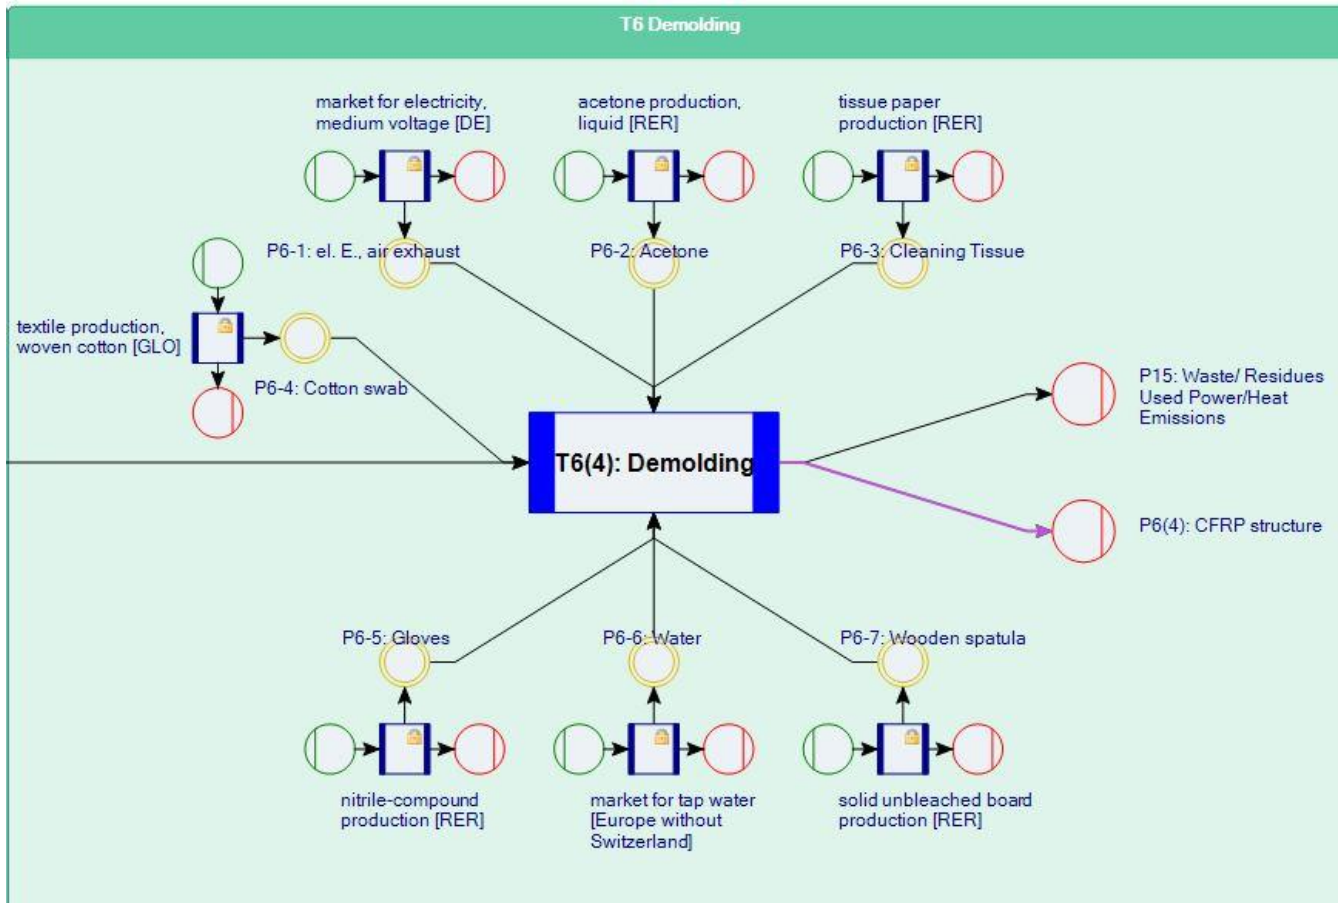 T6 Demolding
market for electricity,
medium voltage [DE]
acetone production,
liquid [RER]
tissue paper
production [RER]
P6-1: el. E., air exhaust
P6-2: Acetone
P6-3: Cleaning Tissue
textile production,
woven cotton [GLO]
P6-4: Cotton swab
P15: Waste/ Residues
Used Power/Heat
Emissions
T6(4): Demolding
P6(4): CFRP structure
P6-5: Gloves
P6-6: Water
P6-7: Wooden spatula
nitrile-compound
production [RER]
market for tap water
[Europe without
Switzerland]
solid unbleached board
production [RER]